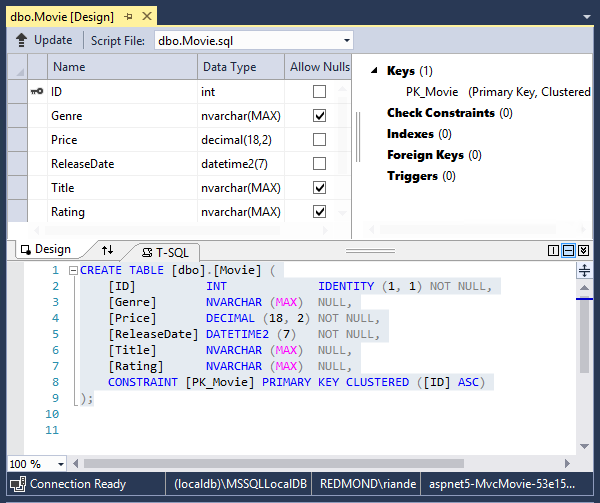 dbo.Movie [Design]
Update Script File: dbo.Movie.sql
Name Data Type Allow Nulls
ID int
Genre nvarchar(MAX)
Price decimal(18,2)
ReleaseDate datetime2(7)
Title nvarchar(MAX)
Rating nvarchar(MAX)
Keys (1)
PK_Movie (Primary Key, Clustered
Check Constraints (0)
Indexes (0)
Foreign Keys (0)
Triggers (0)
Design T-SQL
1 CREATE TABLE [dbo].[Movie] (
2 [ID] INT IDENTITY (1, 1) NOT NULL,
3 [Genre] NVARCHAR (MAX) NULL,
4 [Price] DECIMAL (18, 2) NOT NULL,
5 [ReleaseDate] DATETIME2 (7) NOT NULL,
6 [Title] NVARCHAR (MAX) NULL,
7 [Rating] NVARCHAR (MAX) NULL,
8 CONSTRAINT [PK_Movie] PRIMARY KEY CLUSTERED ([ID] ASC)
9 );
10
11
100 %
Connection Ready (localdb)\MSSQLLocalDB REDMOND\riande aspnet5-MvcMovie-53e15...